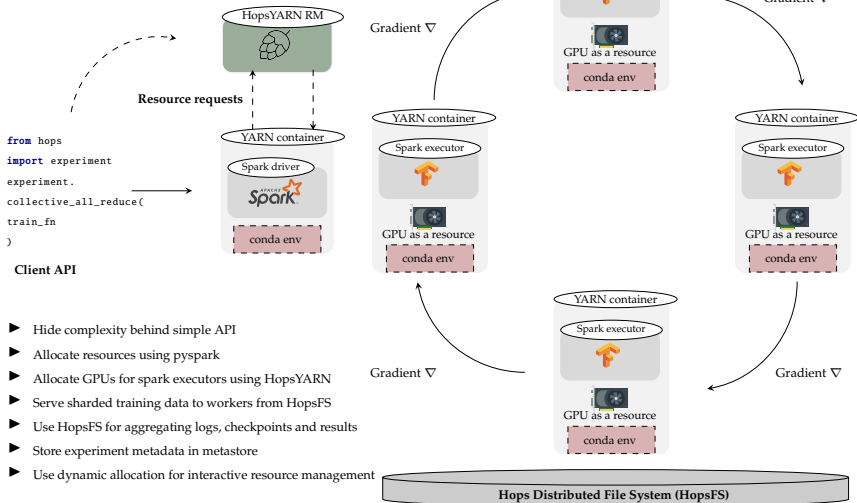 HopsYARN RM
Gradient ∇
Gradient ∇
GPU as a resource
conda env
Resource requests
from hops
import experiment
experiment.
collective_all_reduce(
train_fn
)
Client API
YARN container
Spark driver
APACHE
Spark
conda env
YARN container
Spark executor
GPU as a resource
conda env
YARN container
Spark executor
GPU as a resource
conda env
YARN container
Spark executor
GPU as a resource
conda env
Gradient ∇
Gradient ∇
► Hide complexity behind simple API
► Allocate resources using pyspark
► Allocate GPUs for spark executors using HopsYARN
► Serve sharded training data to workers from HopsFS
► Use HopsFS for aggregating logs, checkpoints and results
► Store experiment metadata in metastore
► Use dynamic allocation for interactive resource management
Hops Distributed File System (HopsFS)